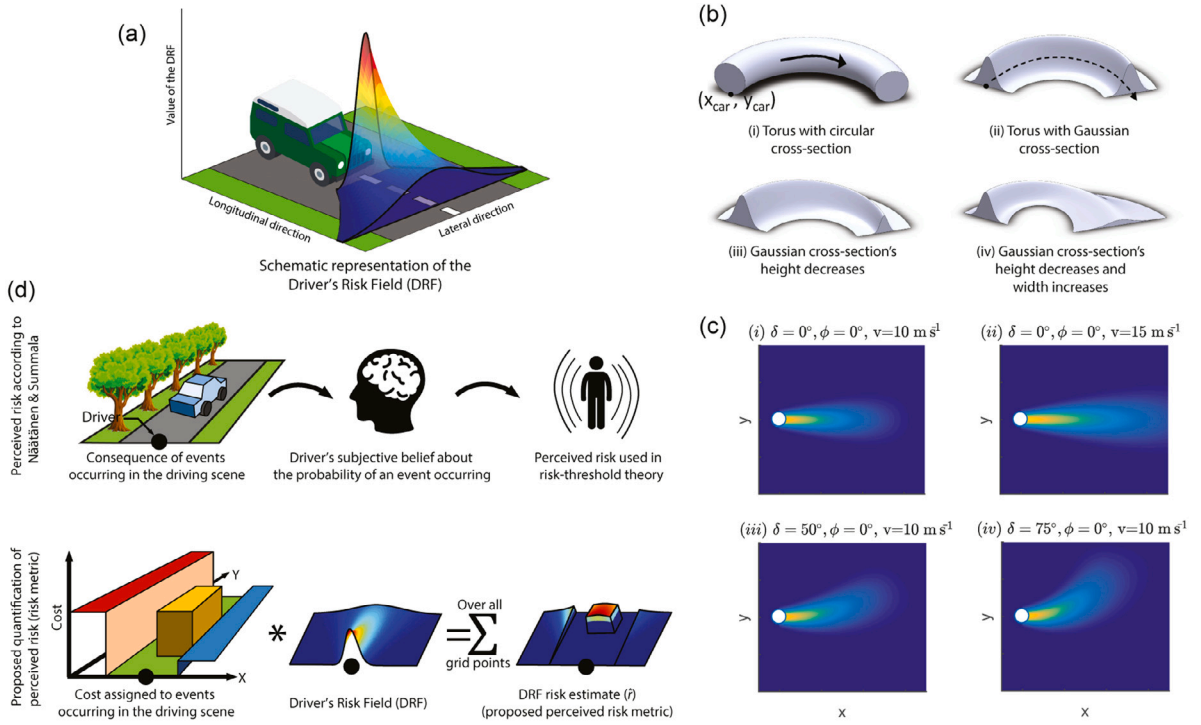 (a)
Value of the DRF
Longitudinal direction
Lateral direction
Schematic representation of the
Driver's Risk Field (DRF)
(b)
(x_car, y_car)
(i) Torus with circular
cross-section
(ii) Torus with Gaussian
cross-section
(iii) Gaussian cross-section's
height decreases
(iv) Gaussian cross-section's
height decreases and
width increases
(c)
(i) δ = 0°, ϕ = 0°, v=10 m s⁻¹
y
(ii) δ = 0°, ϕ = 0°, v=15 m s⁻¹
y
(iii) δ = 50°, ϕ = 0°, v=10 m s⁻¹
y
x
(iv) δ = 75°, ϕ = 0°, v=10 m s⁻¹
y
x
(d)
Perceived risk according to
Näätänen & Summala
Driver
Consequence of events
occurring in the driving scene
Driver's subjective belief about
the probability of an event occurring
Perceived risk used in
risk-threshold theory
Proposed quantification of
perceived risk (risk metric)
Cost
Y
X
Cost assigned to events
occurring in the driving scene
*
Driver's Risk Field (DRF)
=
Over all
Σ
grid points
DRF risk estimate (r̂)
(proposed perceived risk metric)